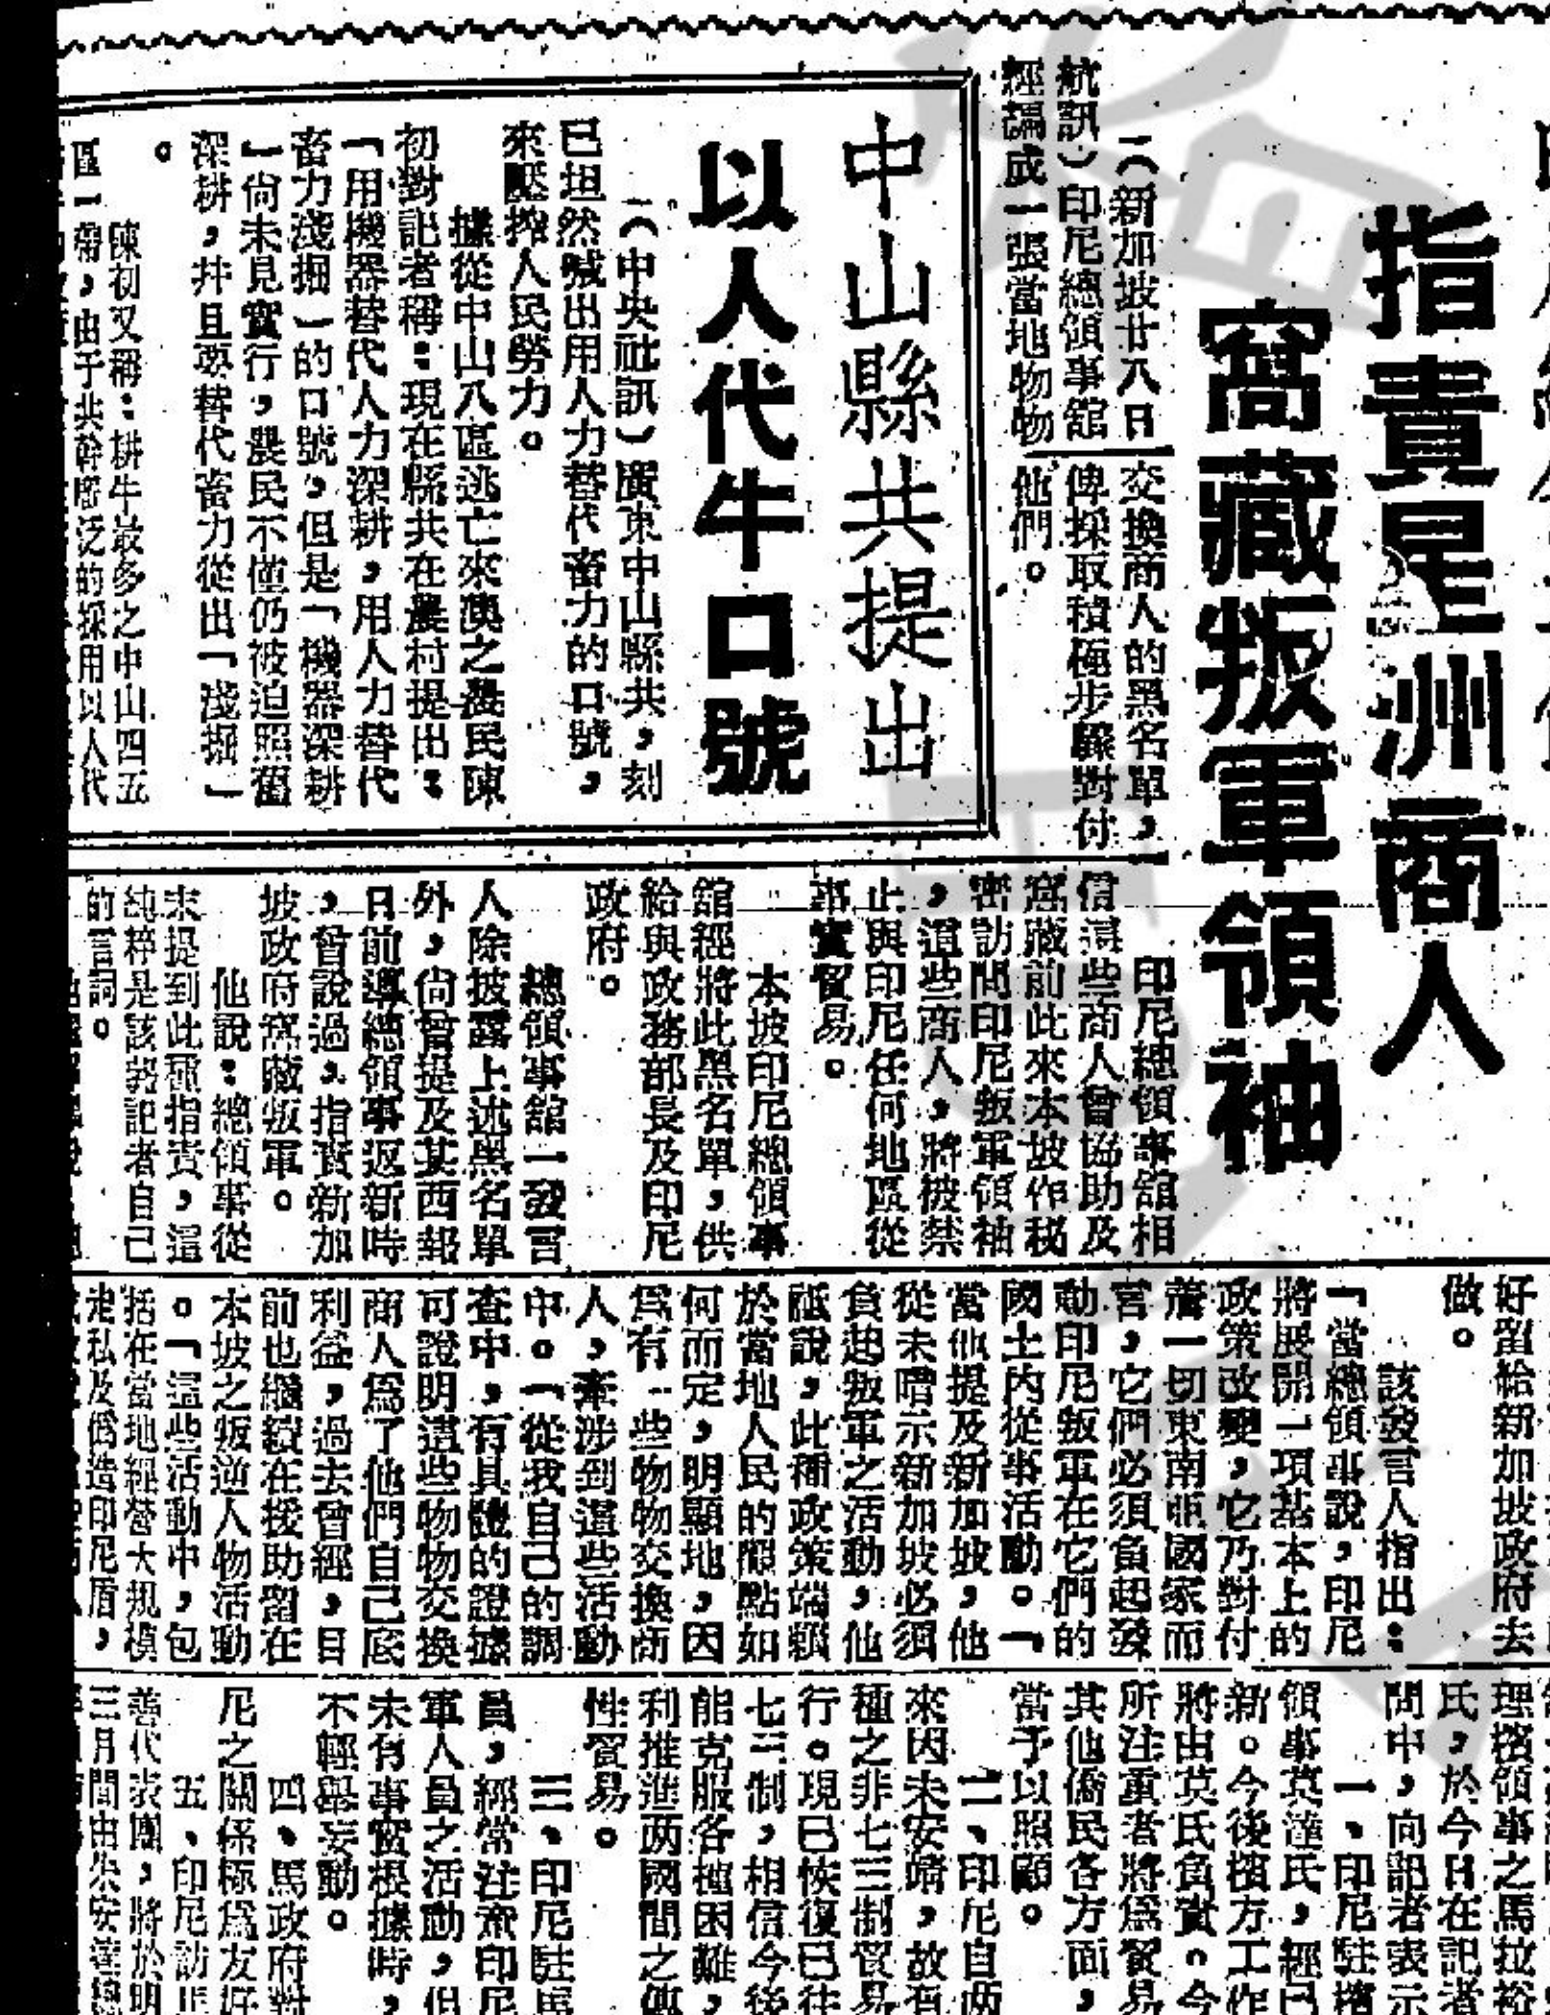 指責星洲商人
窩藏叛軍領袖
(新加坡廿八日
航訊)印尼總領事館
經編成一張當地物物
交換商人的黑名單,
俾採取積極步驟對付
他們。
印尼總領事館相
信這些商人曾協助及
窩藏前此來本坡作秘
密訪問印尼叛軍領袖
,這些商人,將被禁
止與印尼任何地區從
事實貿易。
本坡印尼總領事
館經將此黑名單,供
給與政務部長及印尼
政府。
總領事館一發言
人除披露上述黑名單
外,尙曾提及某西報
日前導總領事返新時
,曾說過,指責新加
坡政府窩藏叛軍。
他說:總領事從
未提到此種指責,這
純粹是該報記者自己
的言詞。
中山縣共提出
以人代牛口號
(中央社訊)廣東中山縣共,刻
已坦然喊出用人力替代畜力的口號,
來壓搾人民勞力。
據從中山八區逃亡來澳之農民陳
初對記者稱:現在縣共在農村提出:
「用機器替代人力深耕,用人力替代
畜力淺掘」的口號,但是「機器深耕
」尙未見實行,農民不僅仍被迫照舊
深耕,幷且要替代畜力從出「淺掘」
。
陳初又稱:耕牛最多之中山四五
區一帶,由于共幹廣泛的採用以人代
好留給新加坡政府去
做。
該發言人指出:
「當總領事說,印尼
將展開一項基本上的
政策改變,它乃對付
蕭一切東南亞國家而
言,它們必須負起發
動印尼叛軍在它們的
國土內從事活動。「
當他提及新加坡,他
從未嘈示新加坡必須
負起叛軍之活動,他
祗說,此種政策端賴
於當地人民的觀點如
何而定,明顯地,因
爲有一些物物交換商
人,牽涉到這些活動
中。「從我自己的調
查中,有具體的證據
可證明這些物物交換
商人爲了他們自己底
利益,過去曾經,目
前也繼續在援助留在
本坡之叛逆人物活動
。「這些活動中,包
括在當地經營大規模
走私及僞造印尼盾,
理檳領事之馬拉裕
氏,於今日在記者
間中,向記者表示
一、印尼駐檳
領事莫達氏,經已
新。今後檳方工作
將由莫氏負責。今
所注重者將爲貿易
其他僑民各方面,
當予以照顧。
二、印尼自兩
來因未安靖,故有
種之非七三制貿易
行。現已恢復已往
七三制,相信今後
能克服各種困難,
利推進兩國間之傳
性貿易。
三、印尼駐馬
員,經常注意印尼
軍人員之活動,但
未有事實根據時,
不輕舉妄動。
四、馬政府對
尼之關係極爲友好
五、印尼訪馬
善代表團,將於明